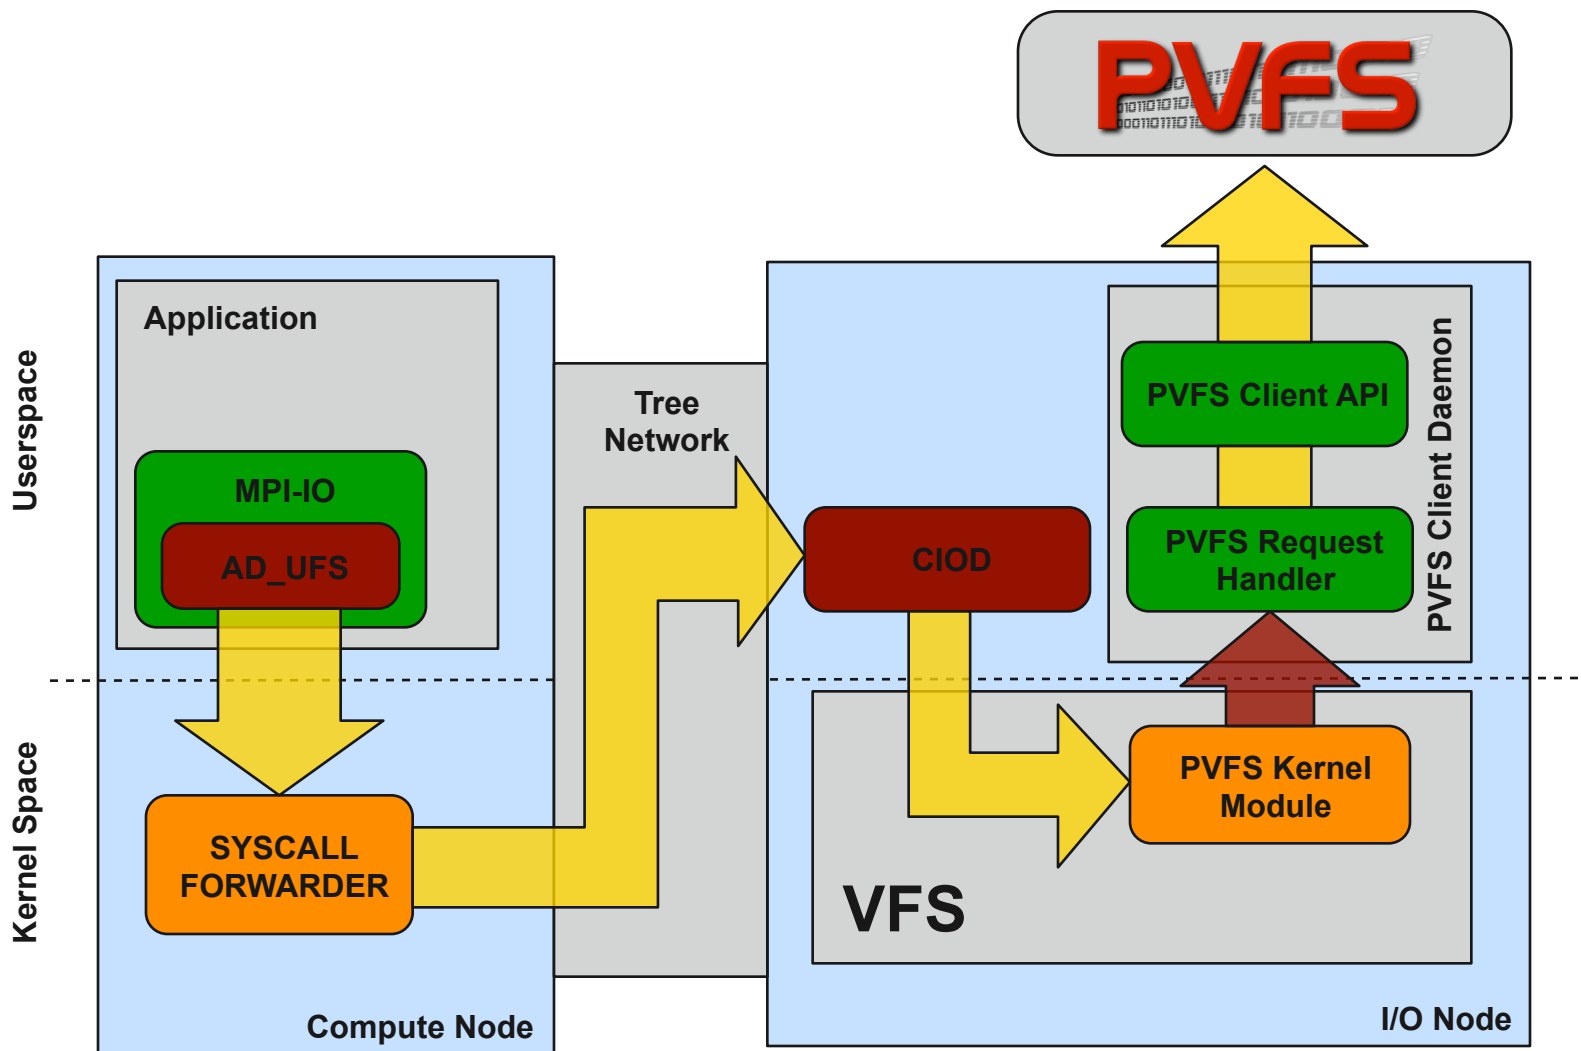 PVFS
Application
Userspace
Tree
Network
PVFS Client API
PVFS Client Daemon
MPI-IO
AD_UFS
CIOD
PVFS Request
Handler
Kernel Space
SYSCALL
FORWARDER
PVFS Kernel
Module
VFS
Compute Node
I/O Node